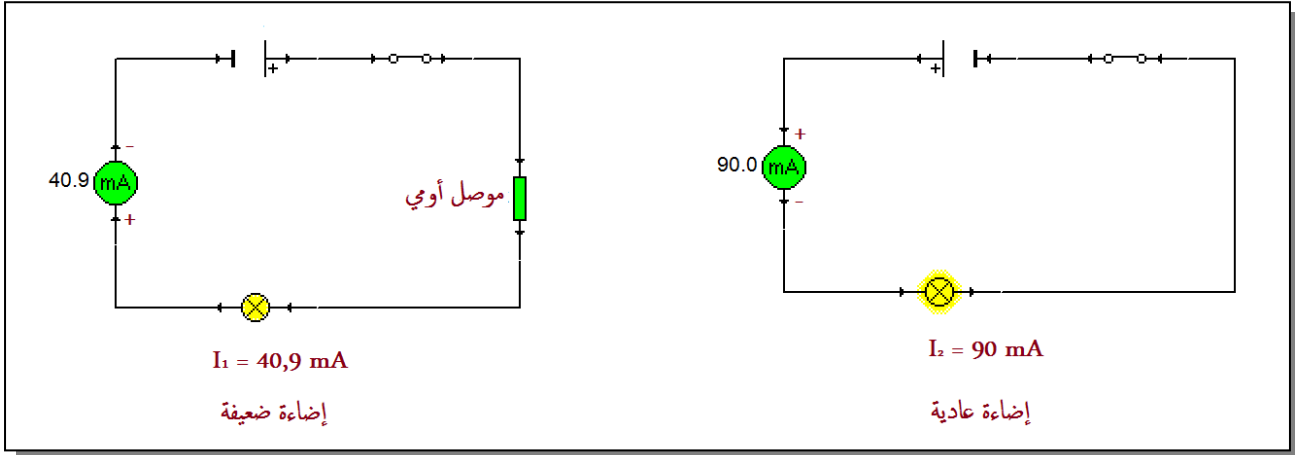 +
-
40.9 mA
+
موصل أومي
I₁ = 40,9 mA
إضاءة ضعيفة
+
+
90.0 mA
-
I₂ = 90 mA
إضاءة عادية